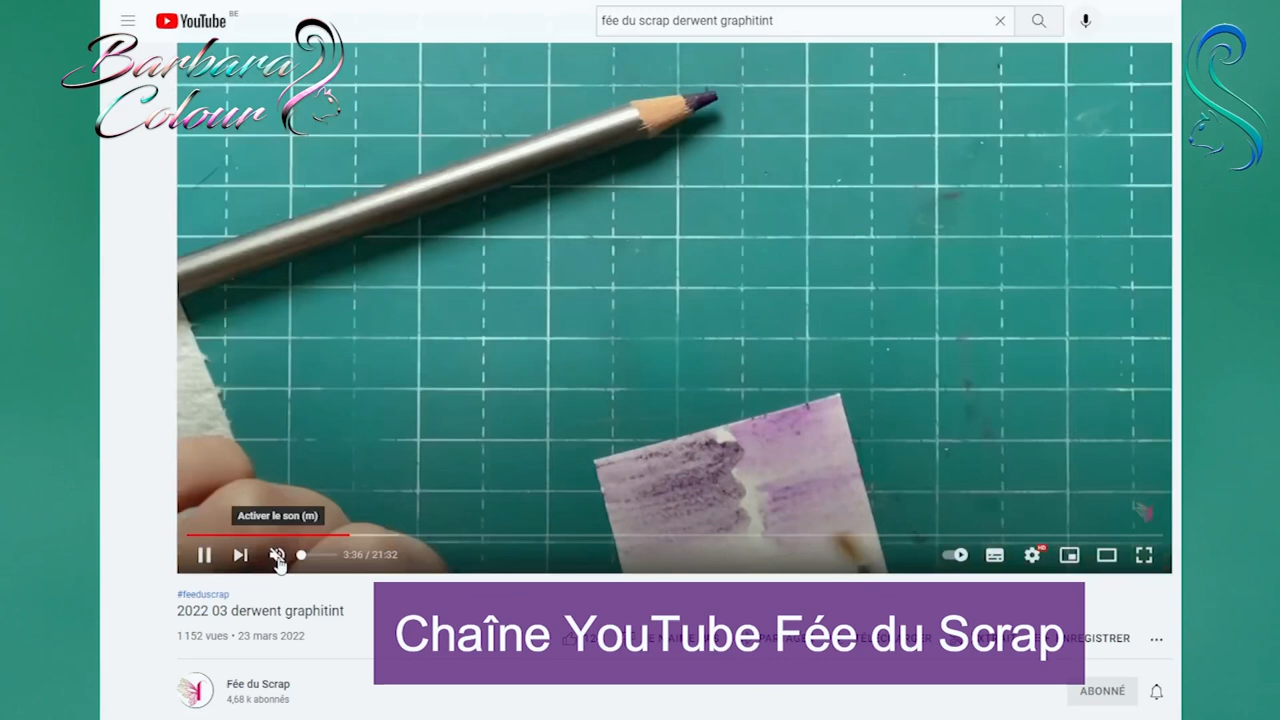 YouTube BE
fée du scrap derwent graphitint
Barbara
Colour
Activer le son (m)
3:36 / 21:32
HD
#feeduscrap
2022 03 derwent graphitint
1 152 vues • 23 mars 2022
ENREGISTRER
Chaîne YouTube Fée du Scrap
Fée du Scrap
4,68 k abonnés
ABONNÉ